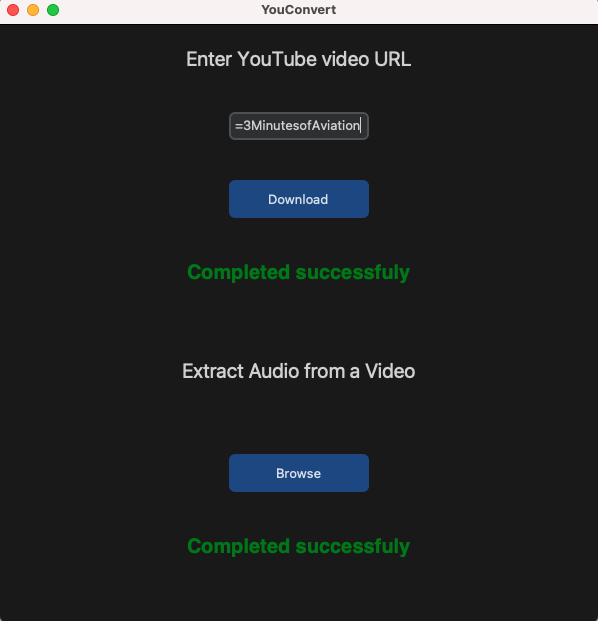 YouConvert
Enter YouTube video URL
=3MinutesofAviation
Download
Completed successfuly
Extract Audio from a Video
Browse
Completed successfuly